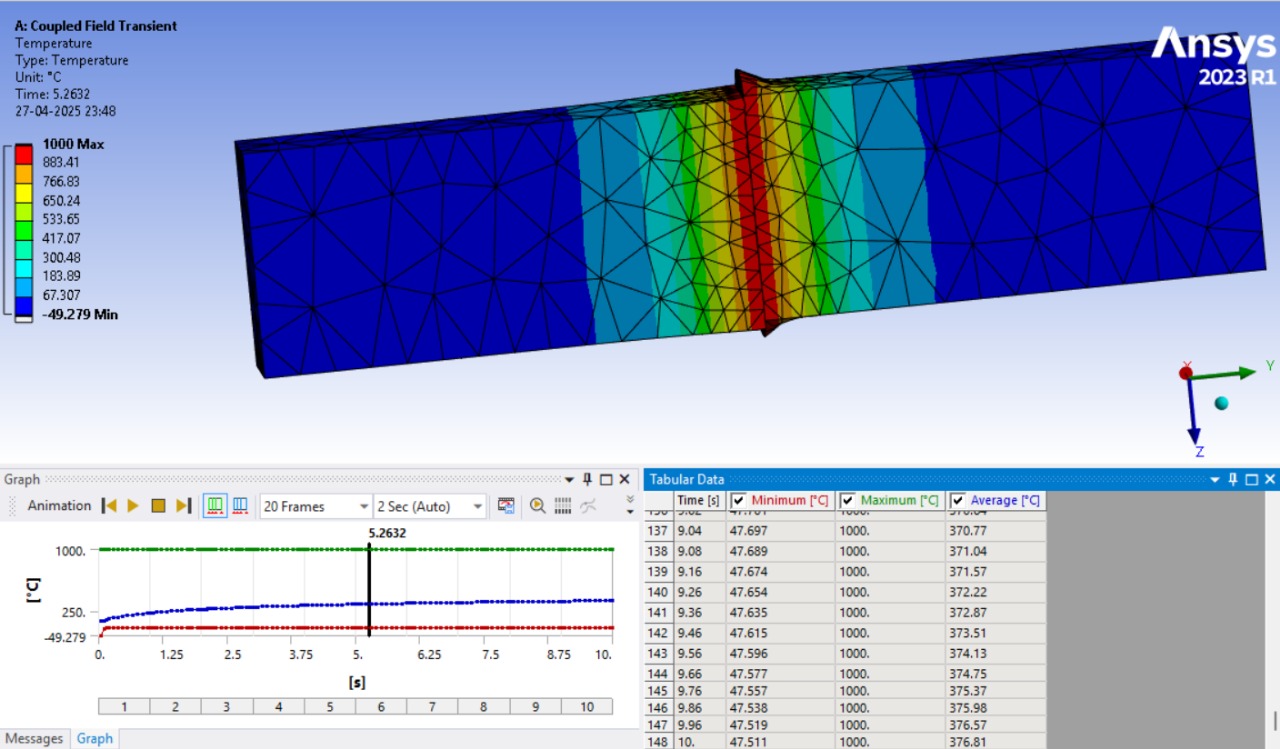 A: Coupled Field Transient
Temperature
Type: Temperature
Unit: °C
Time: 5.2632
27-04-2025 23:48
Ansys
2023 R1
1000 Max
883.41
766.83
650.24
533.65
417.07
300.48
183.89
67.307
-49.279 Min
X
Y
Z
Graph
Animation
20 Frames
2 Sec (Auto)
5.2632
1000.
250.
-49.279
[°C]
0. 1.25 2.5 3.75 5. 6.25 7.5 8.75 10.
[s]
1 2 3 4 5 6 7 8 9 10
Messages Graph
Tabular Data
Time [s] Minimum [°C] Maximum [°C] Average [°C]
137 9.04 47.697 1000. 370.77
138 9.08 47.689 1000. 371.04
139 9.16 47.674 1000. 371.57
140 9.26 47.654 1000. 372.22
141 9.36 47.635 1000. 372.87
142 9.46 47.615 1000. 373.51
143 9.56 47.596 1000. 374.13
144 9.66 47.577 1000. 374.75
145 9.76 47.557 1000. 375.37
146 9.86 47.538 1000. 375.98
147 9.96 47.519 1000. 376.57
148 10. 47.511 1000. 376.81